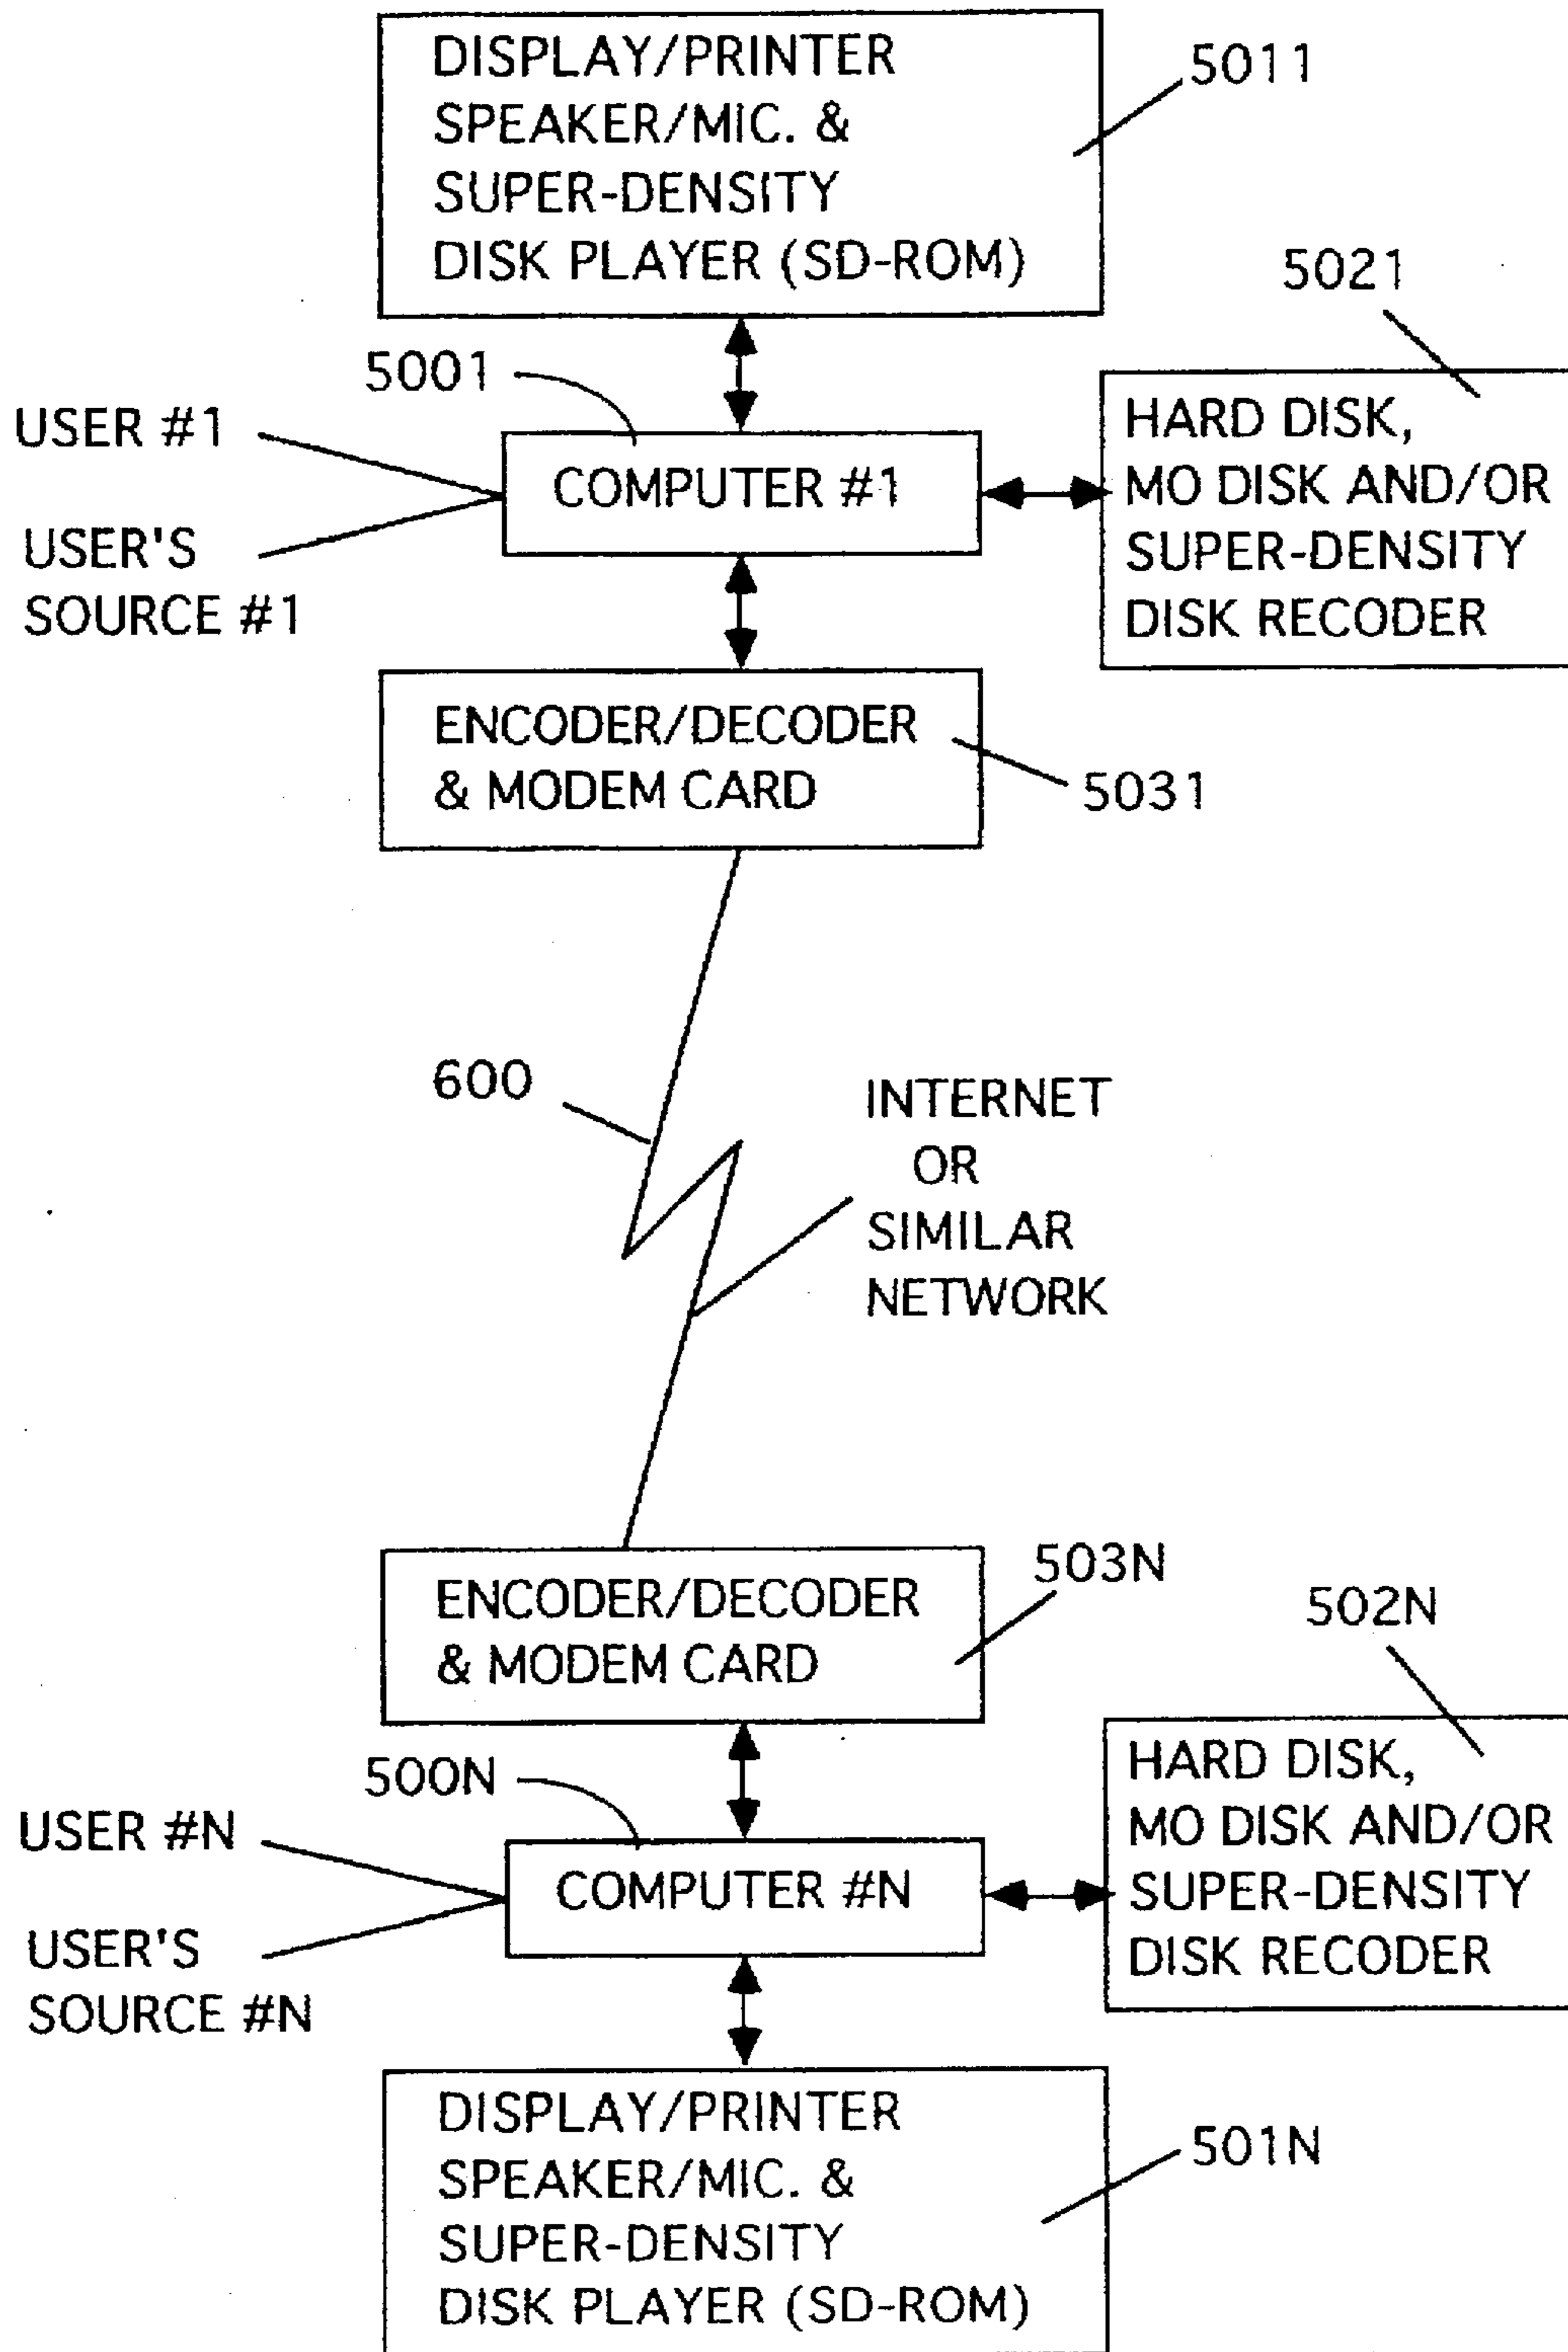 DISPLAY/PRINTER
SPEAKER/MIC. &
SUPER-DENSITY
DISK PLAYER (SD-ROM)
5011
5021
5001
USER #1
USER'S
SOURCE #1
COMPUTER #1
HARD DISK,
MO DISK AND/OR
SUPER-DENSITY
DISK RECODER
ENCODER/DECODER
& MODEM CARD
5031
600
INTERNET
OR
SIMILAR
NETWORK
ENCODER/DECODER
& MODEM CARD
503N
502N
500N
USER #N
USER'S
SOURCE #N
COMPUTER #N
HARD DISK,
MO DISK AND/OR
SUPER-DENSITY
DISK RECODER
DISPLAY/PRINTER
SPEAKER/MIC. &
SUPER-DENSITY
DISK PLAYER (SD-ROM)
501N